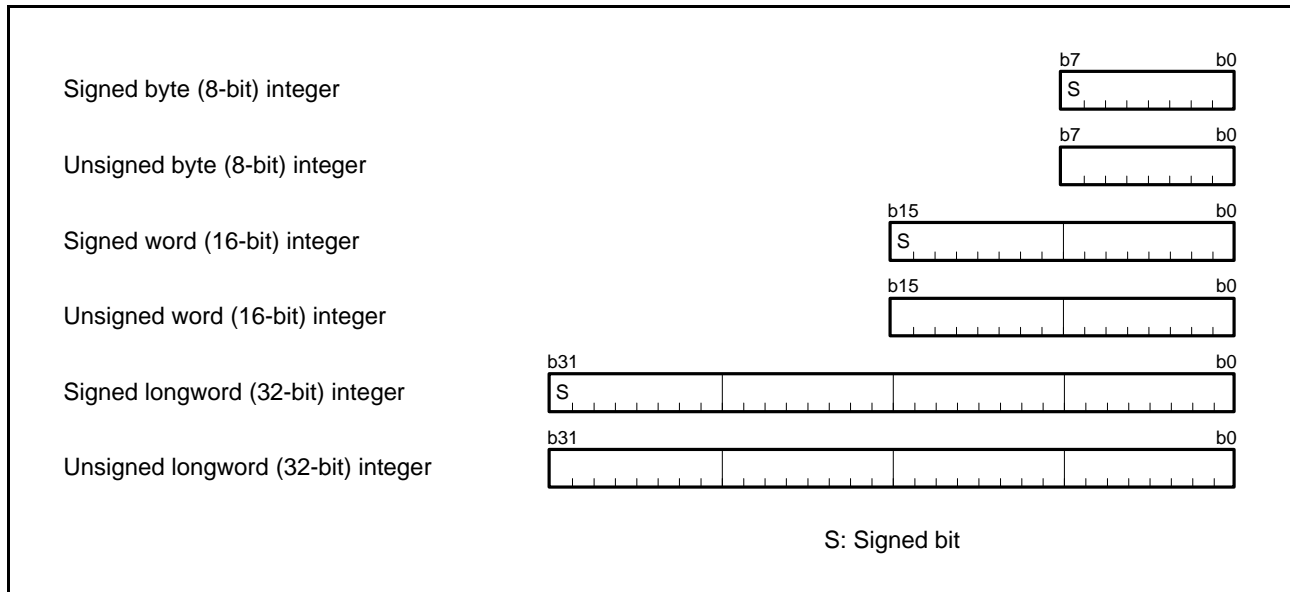 b7 b0
Signed byte (8-bit) integer S
b7 b0
Unsigned byte (8-bit) integer
b15 b0
Signed word (16-bit) integer S
b15 b0
Unsigned word (16-bit) integer
b31 b0
Signed longword (32-bit) integer S
b31 b0
Unsigned longword (32-bit) integer
S: Signed bit